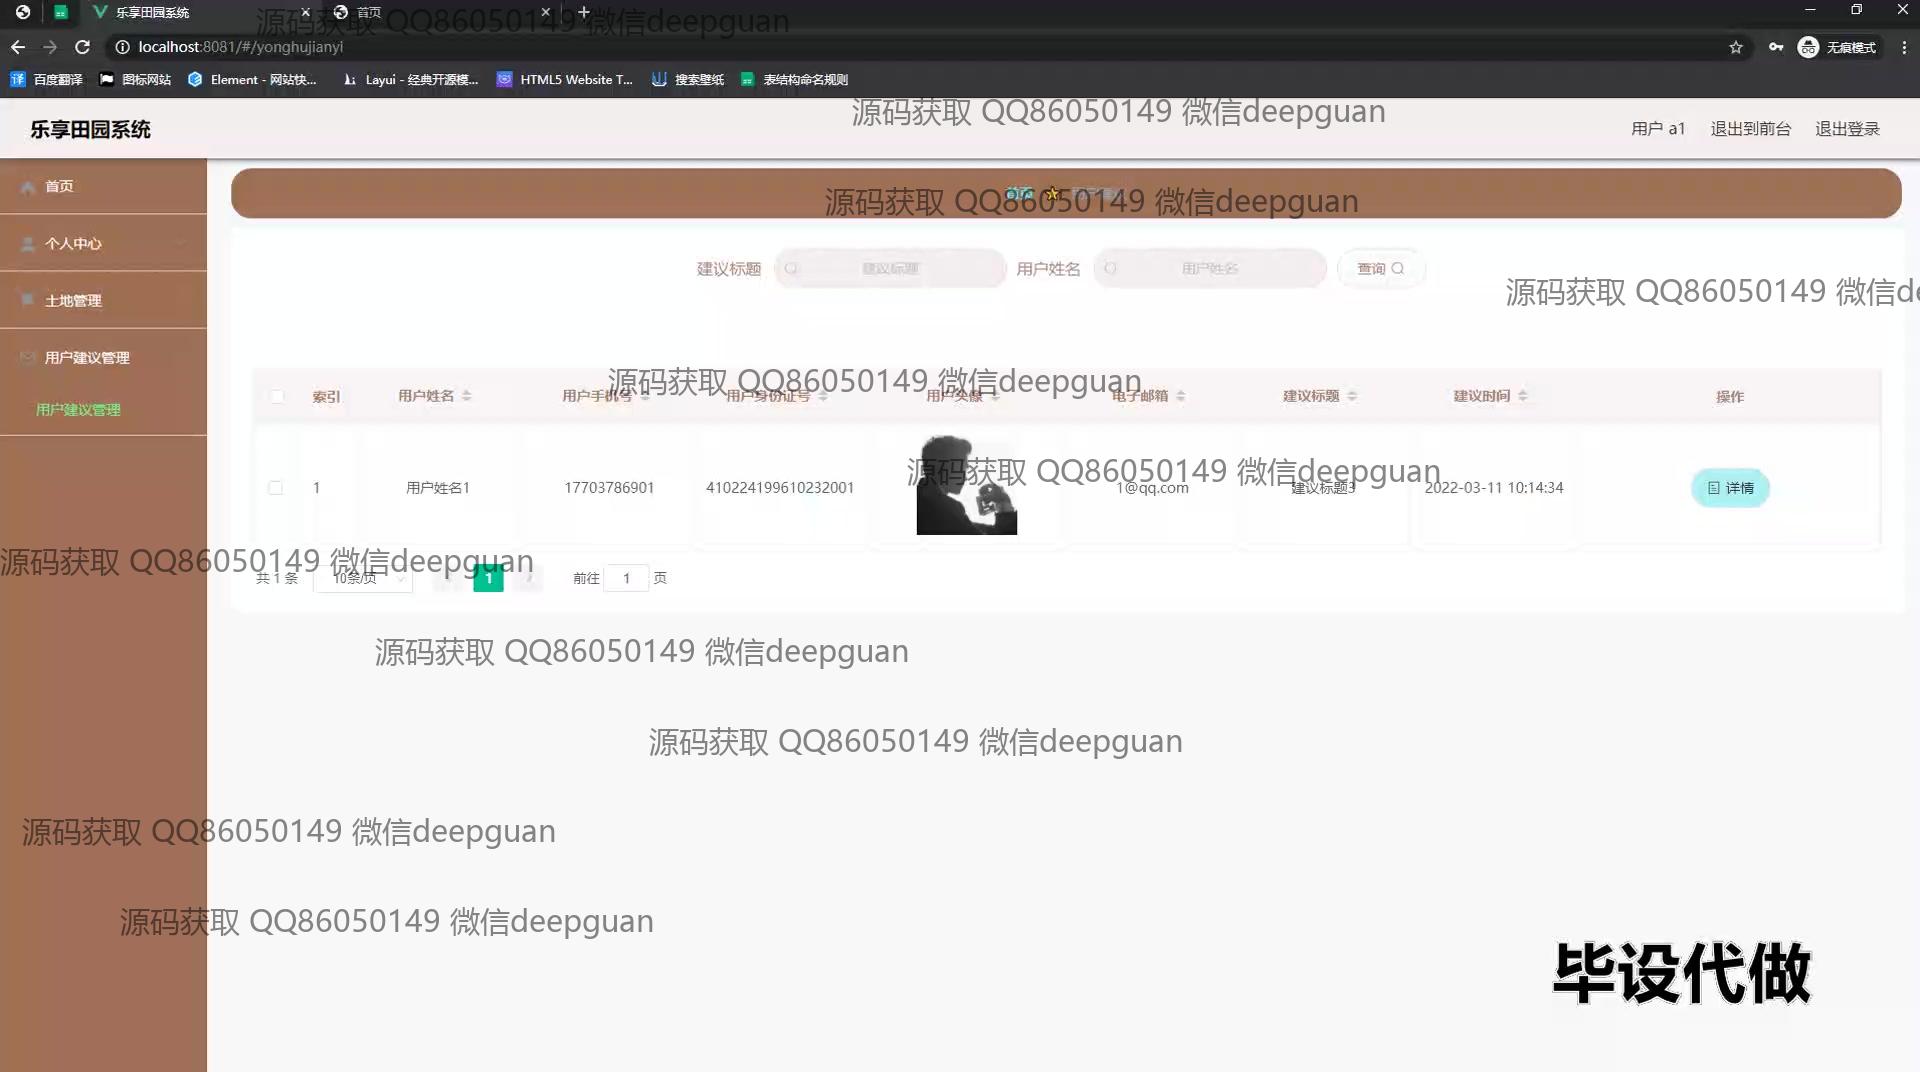 乐享田园系统
首页
localhost:8081/#/yonghujianyi
无痕模式
百度翻译
图标网站
Element - 网站快...
Layui - 经典开源模...
HTML5 Website T...
搜索壁纸
表结构命名规则
源码获取 QQ86050149 微信deepguan
乐享田园系统
源码获取 QQ86050149 微信deepguan
用户 a1
退出到前台
退出登录
首页
个人中心
土地管理
用户建议管理
用户建议管理
首页
源码获取 QQ86050149 微信deepguan
建议标题
建议标题
用户姓名
用户姓名
查询
源码获取 QQ86050149 微信de
源码获取 QQ86050149 微信deepguan
索引
用户姓名
用户手机号
用户身份证号
用户头像
电子邮箱
建议标题
建议时间
操作
源码获取 QQ86050149 微信deepguan
1
用户姓名1
17703786901
410224199610232001
1@qq.com
建议标题3
2022-03-11 10:14:34
详情
源码获取 QQ86050149 微信deepguan
共 1 条
10条/页
1
前往
1
页
源码获取 QQ86050149 微信deepguan
源码获取 QQ86050149 微信deepguan
源码获取 QQ86050149 微信deepguan
源码获取 QQ86050149 微信deepguan
毕设代做